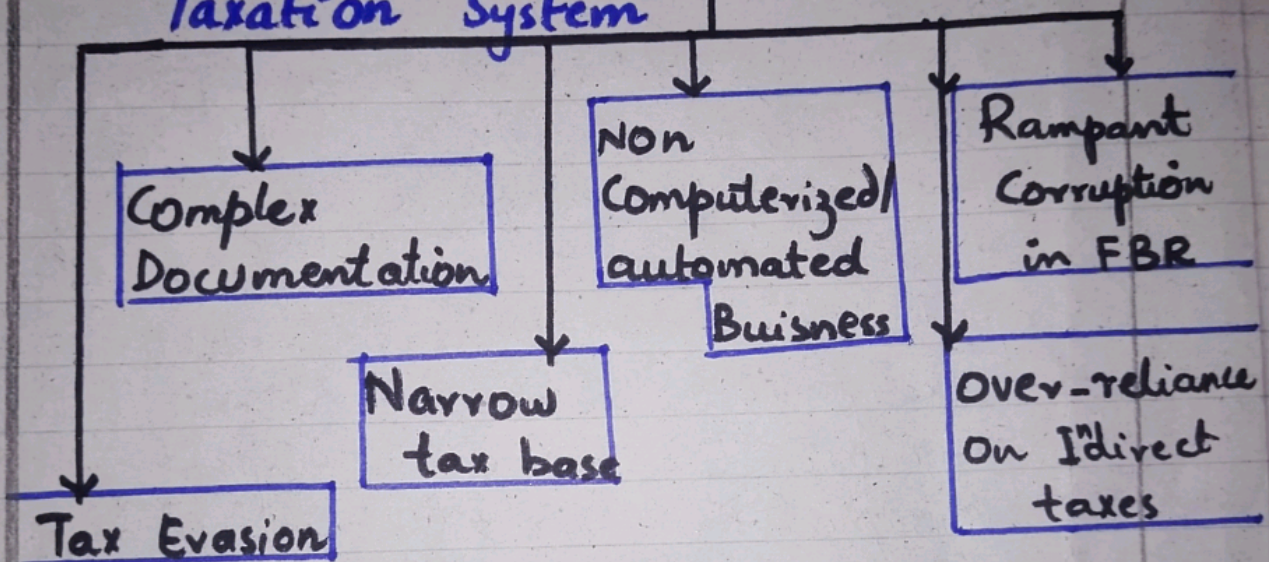 Taxation System
Complex
Documentation
Non
Computerized/
automated
Buisness
Rampant
Corruption
in FBR
Narrow
tax base
Over-reliance
on Indirect
taxes
Tax Evasion